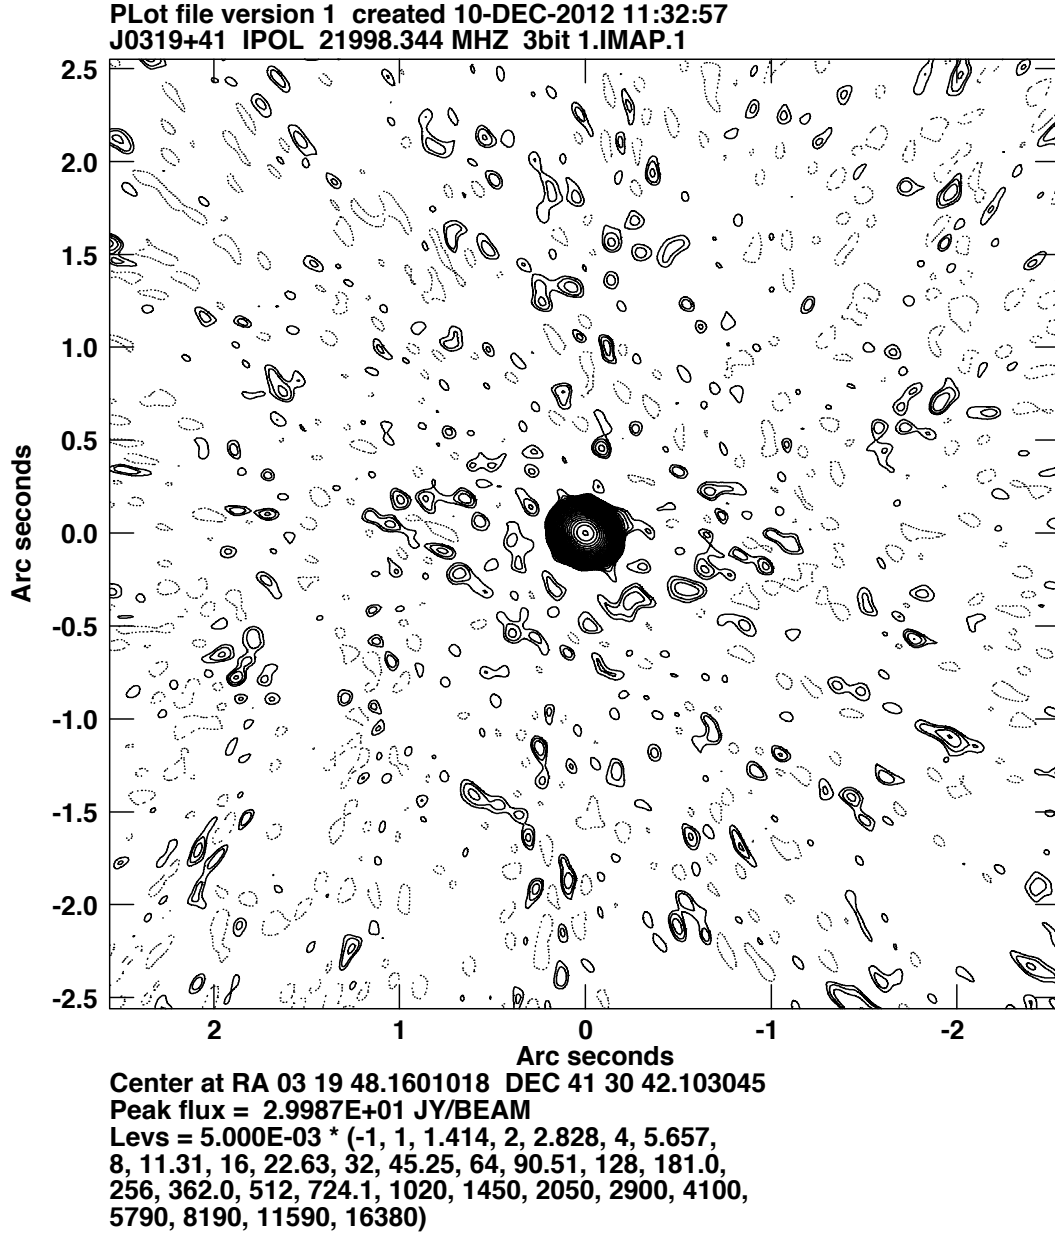 PLot file version 1 created 10-DEC-2012 11:32:57
J0319+41 IPOL 21998.344 MHZ 3bit 1.IMAP.1
2.5
2.0
1.5
1.0
0.5
0.0
-0.5
-1.0
-1.5
-2.0
-2.5
Arc seconds
2 1 0 -1 -2
Arc seconds
Center at RA 03 19 48.1601018 DEC 41 30 42.103045
Peak flux = 2.9987E+01 JY/BEAM
Levs = 5.000E-03 * (-1, 1, 1.414, 2, 2.828, 4, 5.657,
8, 11.31, 16, 22.63, 32, 45.25, 64, 90.51, 128, 181.0,
256, 362.0, 512, 724.1, 1020, 1450, 2050, 2900, 4100,
5790, 8190, 11590, 16380)